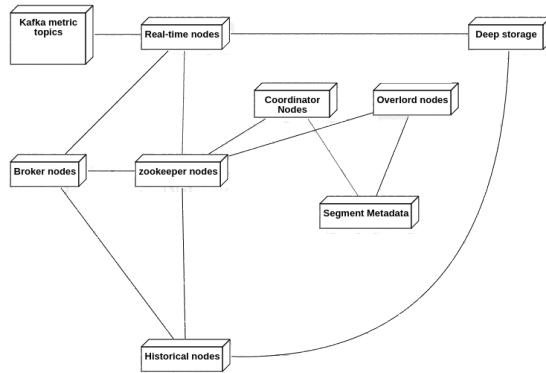 Kafka metric
topics
Real-time nodes
Deep storage
Coordinator
Nodes
Overlord nodes
Broker nodes
zookeeper nodes
Segment Metadata
Historical nodes